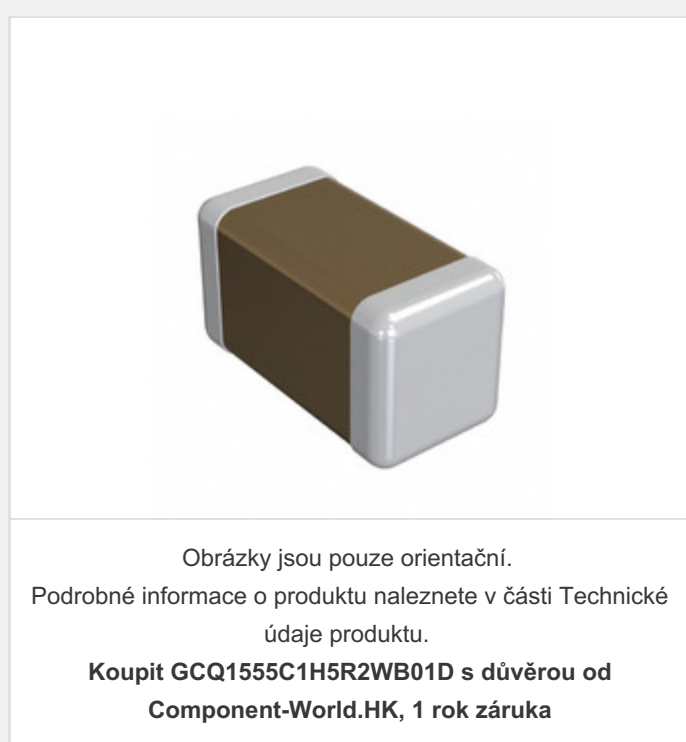 Obrázky jsou pouze orientační.
Podrobné informace o produktu naleznete v části Technické
údaje produktu.
Koupit GCQ1555C1H5R2WB01D s důvěrou od
Component-World.HK, 1 rok záruka